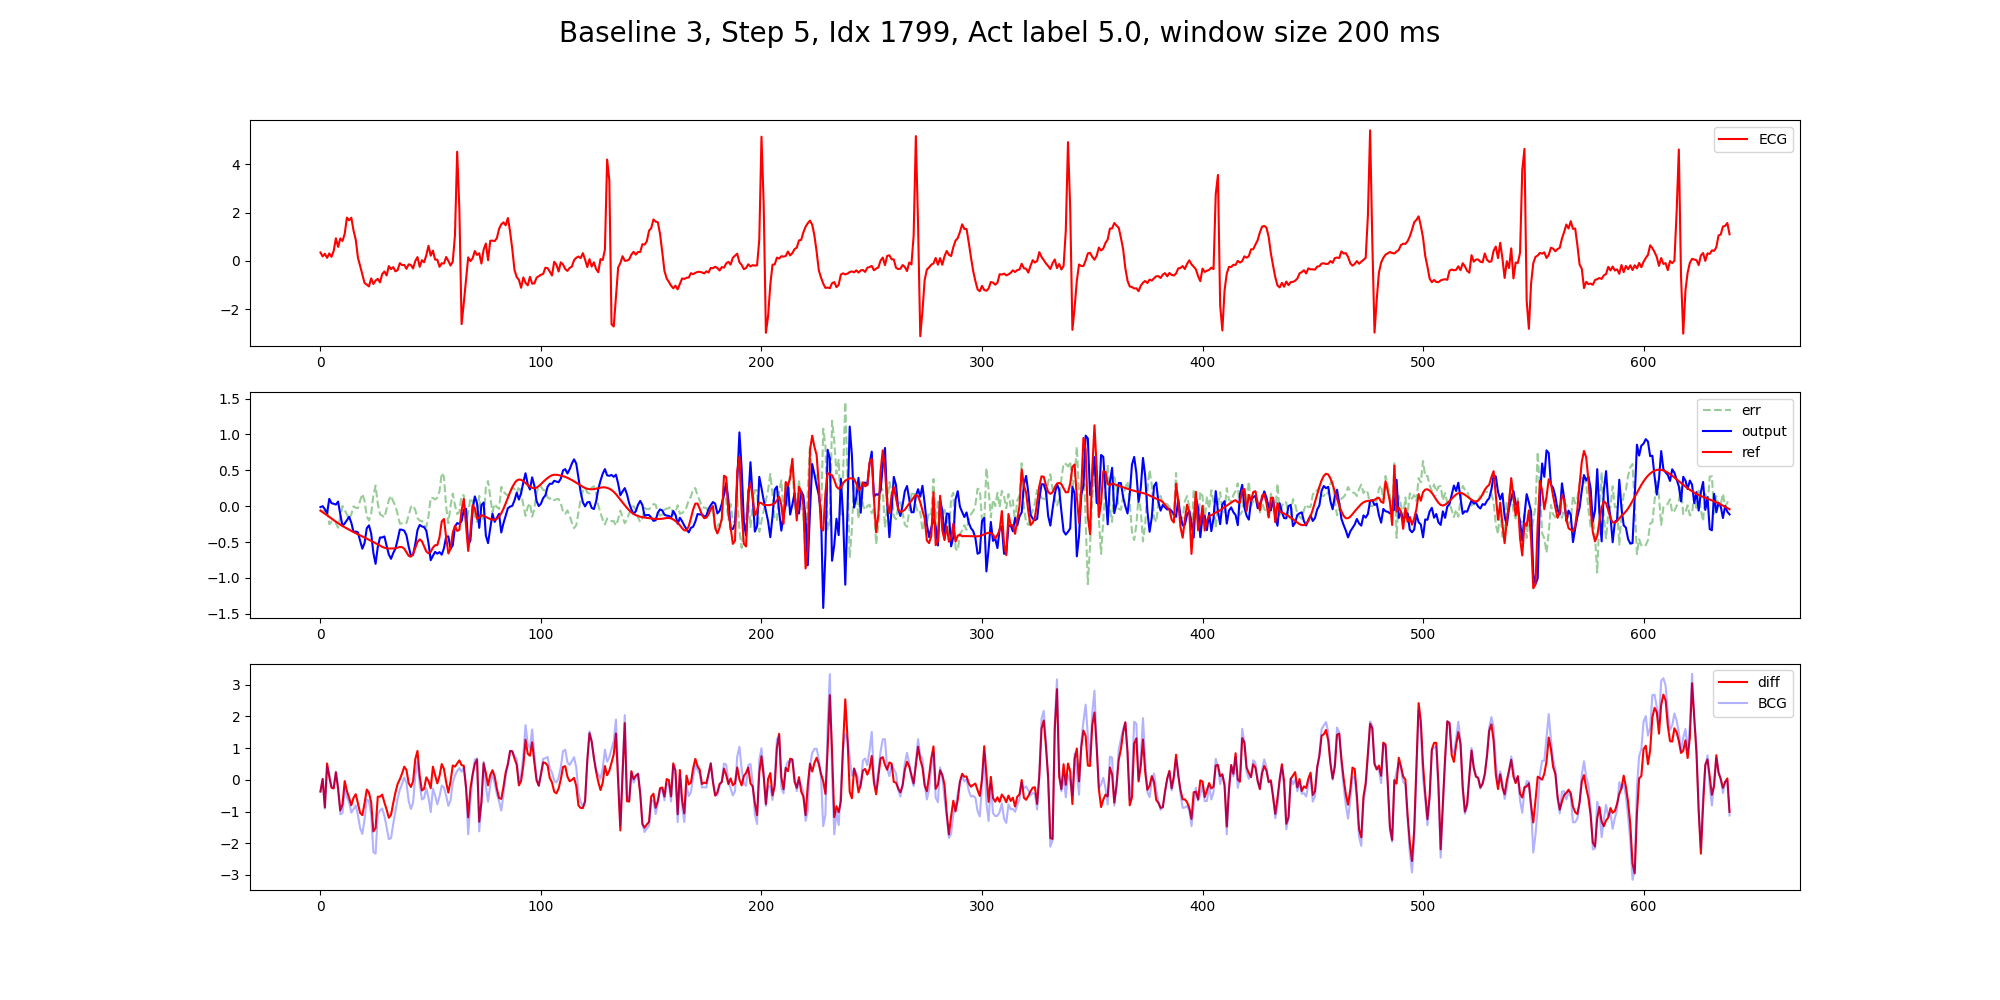 Baseline 3, Step 5, Idx 1799, Act label 5.0, window size 200 ms
ECG
4
2
0
−2
0 100 200 300 400 500 600
err
output
ref
1.5
1.0
0.5
0.0
−0.5
−1.0
−1.5
0 100 200 300 400 500 600
diff
BCG
3
2
1
0
−1
−2
−3
0 100 200 300 400 500 600